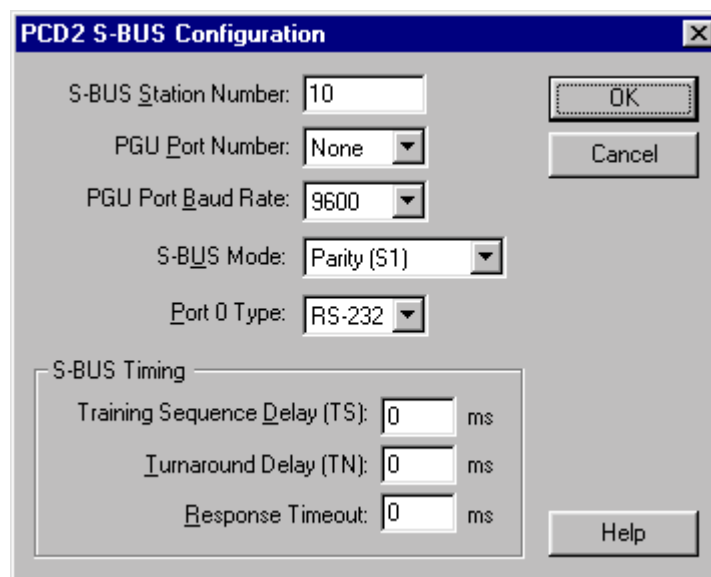 PCD2 S-BUS Configuration
S-BUS Station Number: 10
OK
PGU Port Number: None
Cancel
PGU Port Baud Rate: 9600
S-BUS Mode: Parity (S1)
Port 0 Type: RS-232
S-BUS Timing
Training Sequence Delay (TS): 0 ms
Turnaround Delay (TN): 0 ms
Response Timeout: 0 ms
Help